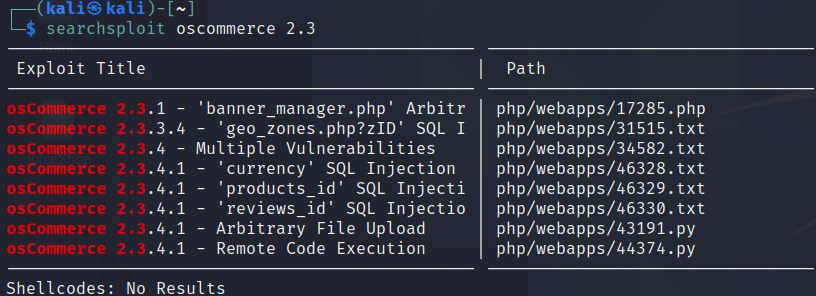 (kali㉿kali)-[~]
$ searchsploit oscommerce 2.3
Exploit Title | Path
osCommerce 2.3.1 - 'banner_manager.php' Arbitr | php/webapps/17285.php
osCommerce 2.3.3.4 - 'geo_zones.php?zID' SQL I | php/webapps/31515.txt
osCommerce 2.3.4 - Multiple Vulnerabilities | php/webapps/34582.txt
osCommerce 2.3.4.1 - 'currency' SQL Injection | php/webapps/46328.txt
osCommerce 2.3.4.1 - 'products_id' SQL Injecti | php/webapps/46329.txt
osCommerce 2.3.4.1 - 'reviews_id' SQL Injectio | php/webapps/46330.txt
osCommerce 2.3.4.1 - Arbitrary File Upload | php/webapps/43191.py
osCommerce 2.3.4.1 - Remote Code Execution | php/webapps/44374.py
Shellcodes: No Results